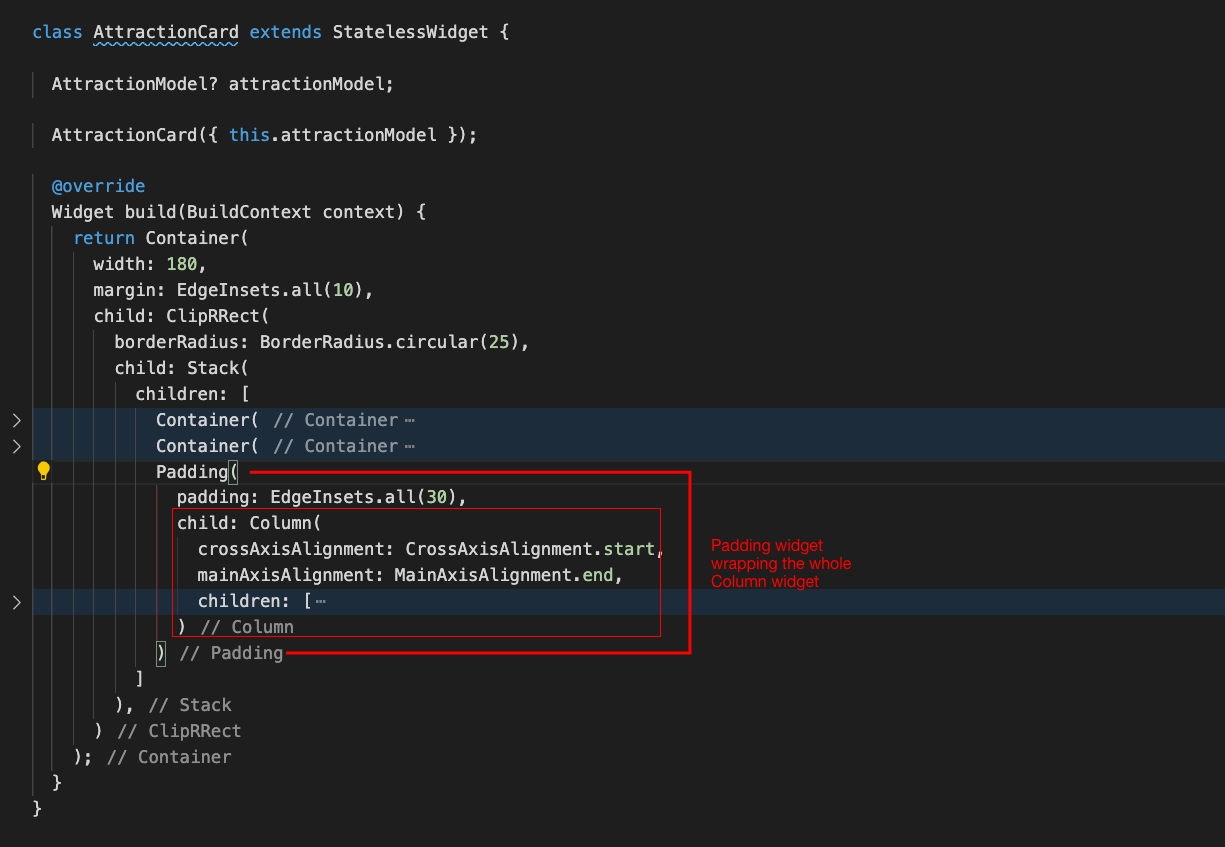 class AttractionCard extends StatelessWidget {
AttractionModel? attractionModel;
AttractionCard({ this.attractionModel });
@override
Widget build(BuildContext context) {
return Container(
width: 180,
margin: EdgeInsets.all(10),
child: ClipRRect(
borderRadius: BorderRadius.circular(25),
child: Stack(
children: [
Container( // Container ⋯
Container( // Container ⋯
Padding(
padding: EdgeInsets.all(30),
child: Column(
crossAxisAlignment: CrossAxisAlignment.start,
mainAxisAlignment: MainAxisAlignment.end,
children: [ ⋯
) // Column
) // Padding
]
), // Stack
) // ClipRRect
); // Container
}
}
Padding widget
wrapping the whole
Column widget